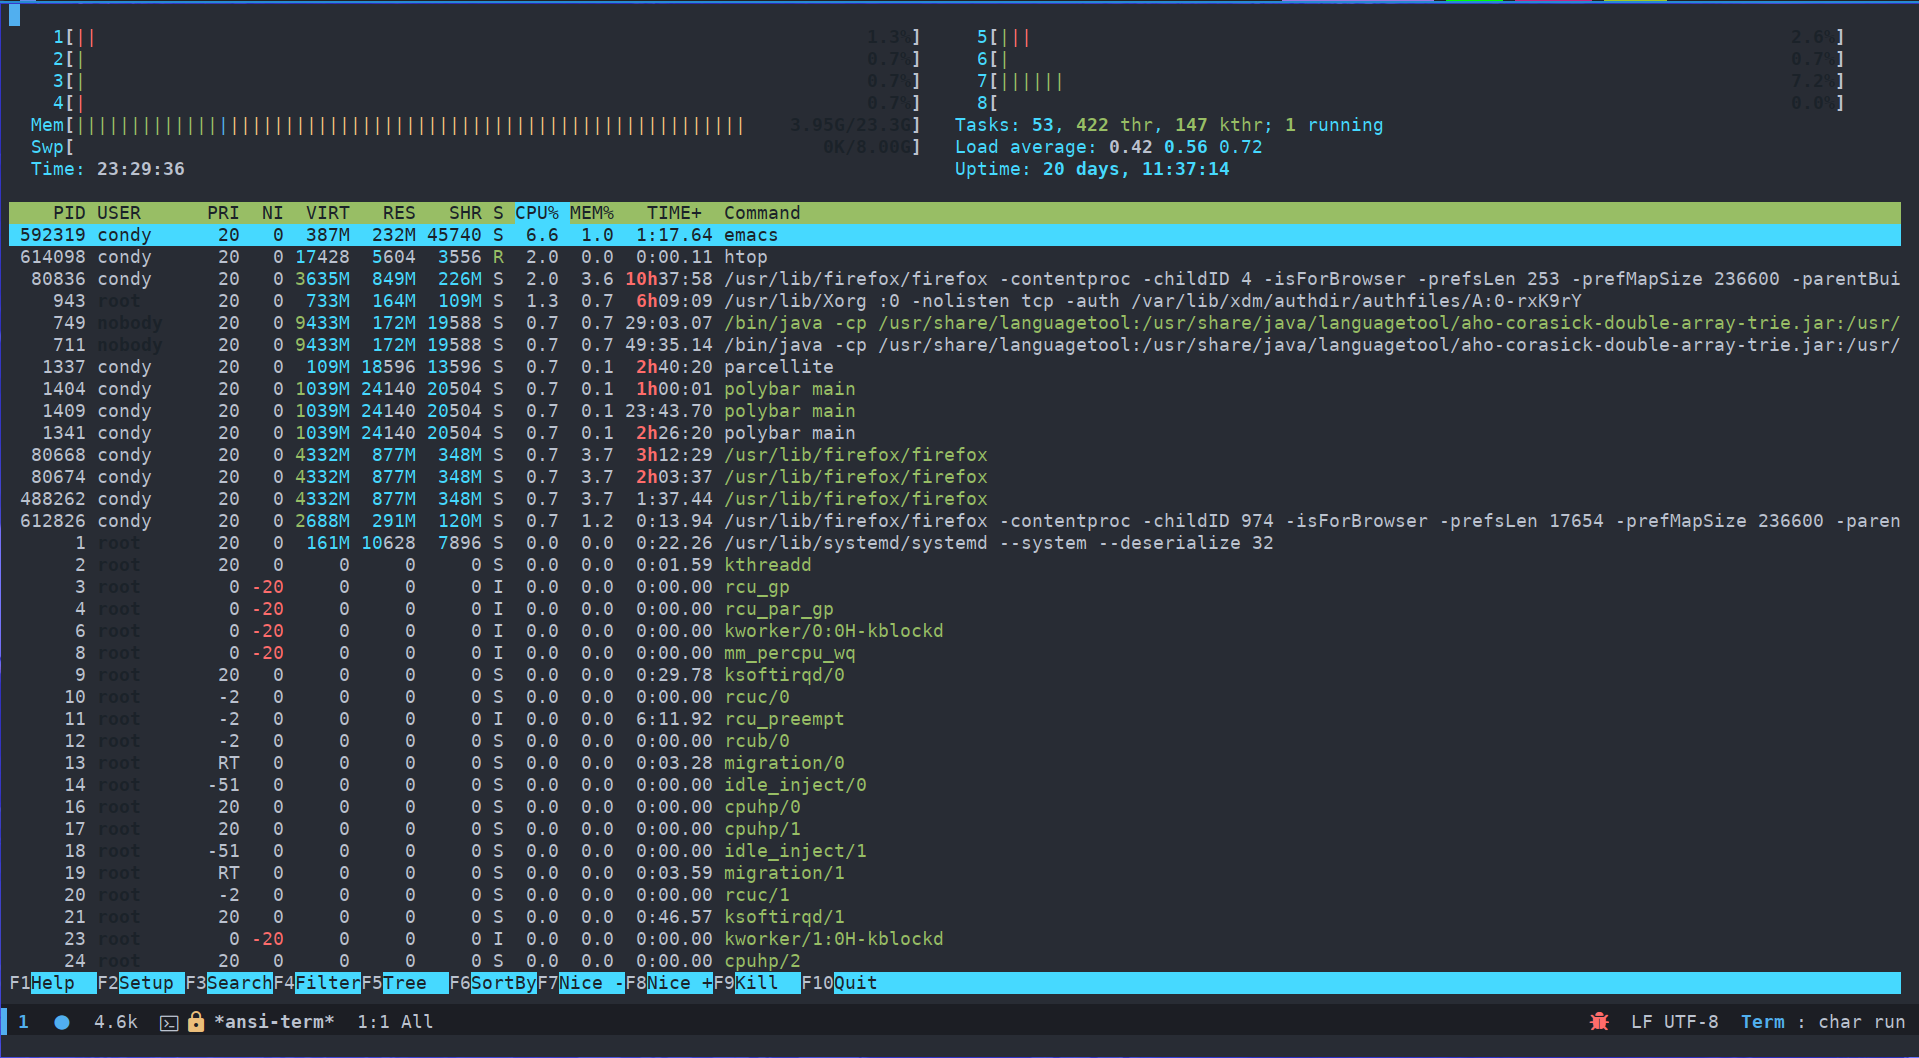 1[|| 1.3%] 5[||| 2.6%]
2[| 0.7%] 6[| 0.7%]
3[| 0.7%] 7[|||||| 7.2%]
4[| 0.7%] 8[ 0.0%]
Mem[||||||||||||||||||||||||||||||||||||||||||||||||||||||||||||| 3.95G/23.3G] Tasks: 53, 422 thr, 147 kthr; 1 running
Swp[ 0K/8.00G] Load average: 0.42 0.56 0.72
Time: 23:29:36 Uptime: 20 days, 11:37:14
PID USER PRI NI VIRT RES SHR S CPU% MEM% TIME+ Command
592319 condy 20 0 387M 232M 45740 S 6.6 1.0 1:17.64 emacs
614098 condy 20 0 17428 5604 3556 R 2.0 0.0 0:00.11 htop
80836 condy 20 0 3635M 849M 226M S 2.0 3.6 10h37:58 /usr/lib/firefox/firefox -contentproc -childID 4 -isForBrowser -prefsLen 253 -prefMapSize 236600 -parentBui
943 root 20 0 733M 164M 109M S 1.3 0.7 6h09:09 /usr/lib/Xorg :0 -nolisten tcp -auth /var/lib/xdm/authdir/authfiles/A:0-rxK9rY
749 nobody 20 0 9433M 172M 19588 S 0.7 0.7 29:03.07 /bin/java -cp /usr/share/languagetool:/usr/share/java/languagetool/aho-corasick-double-array-trie.jar:/usr/
711 nobody 20 0 9433M 172M 19588 S 0.7 0.7 49:35.14 /bin/java -cp /usr/share/languagetool:/usr/share/java/languagetool/aho-corasick-double-array-trie.jar:/usr/
1337 condy 20 0 109M 18596 13596 S 0.7 0.1 2h40:20 parcellite
1404 condy 20 0 1039M 24140 20504 S 0.7 0.1 1h00:01 polybar main
1409 condy 20 0 1039M 24140 20504 S 0.7 0.1 23:43.70 polybar main
1341 condy 20 0 1039M 24140 20504 S 0.7 0.1 2h26:20 polybar main
80668 condy 20 0 4332M 877M 348M S 0.7 3.7 3h12:29 /usr/lib/firefox/firefox
80674 condy 20 0 4332M 877M 348M S 0.7 3.7 2h03:37 /usr/lib/firefox/firefox
488262 condy 20 0 4332M 877M 348M S 0.7 3.7 1:37.44 /usr/lib/firefox/firefox
612826 condy 20 0 2688M 291M 120M S 0.7 1.2 0:13.94 /usr/lib/firefox/firefox -contentproc -childID 974 -isForBrowser -prefsLen 17654 -prefMapSize 236600 -paren
1 root 20 0 161M 10628 7896 S 0.0 0.0 0:22.26 /usr/lib/systemd/systemd --system --deserialize 32
2 root 20 0 0 0 0 S 0.0 0.0 0:01.59 kthreadd
3 root 0 -20 0 0 0 I 0.0 0.0 0:00.00 rcu_gp
4 root 0 -20 0 0 0 I 0.0 0.0 0:00.00 rcu_par_gp
6 root 0 -20 0 0 0 I 0.0 0.0 0:00.00 kworker/0:0H-kblockd
8 root 0 -20 0 0 0 I 0.0 0.0 0:00.00 mm_percpu_wq
9 root 20 0 0 0 0 S 0.0 0.0 0:29.78 ksoftirqd/0
10 root -2 0 0 0 0 S 0.0 0.0 0:00.00 rcuc/0
11 root -2 0 0 0 0 I 0.0 0.0 6:11.92 rcu_preempt
12 root -2 0 0 0 0 S 0.0 0.0 0:00.00 rcub/0
13 root RT 0 0 0 0 S 0.0 0.0 0:03.28 migration/0
14 root -51 0 0 0 0 S 0.0 0.0 0:00.00 idle_inject/0
16 root 20 0 0 0 0 S 0.0 0.0 0:00.00 cpuhp/0
17 root 20 0 0 0 0 S 0.0 0.0 0:00.00 cpuhp/1
18 root -51 0 0 0 0 S 0.0 0.0 0:00.00 idle_inject/1
19 root RT 0 0 0 0 S 0.0 0.0 0:03.59 migration/1
20 root -2 0 0 0 0 S 0.0 0.0 0:00.00 rcuc/1
21 root 20 0 0 0 0 S 0.0 0.0 0:46.57 ksoftirqd/1
23 root 0 -20 0 0 0 I 0.0 0.0 0:00.00 kworker/1:0H-kblockd
24 root 20 0 0 0 0 S 0.0 0.0 0:00.00 cpuhp/2
F1Help F2Setup F3SearchF4FilterF5Tree F6SortByF7Nice -F8Nice +F9Kill F10Quit
1 4.6k *ansi-term* 1:1 All LF UTF-8 Term : char run